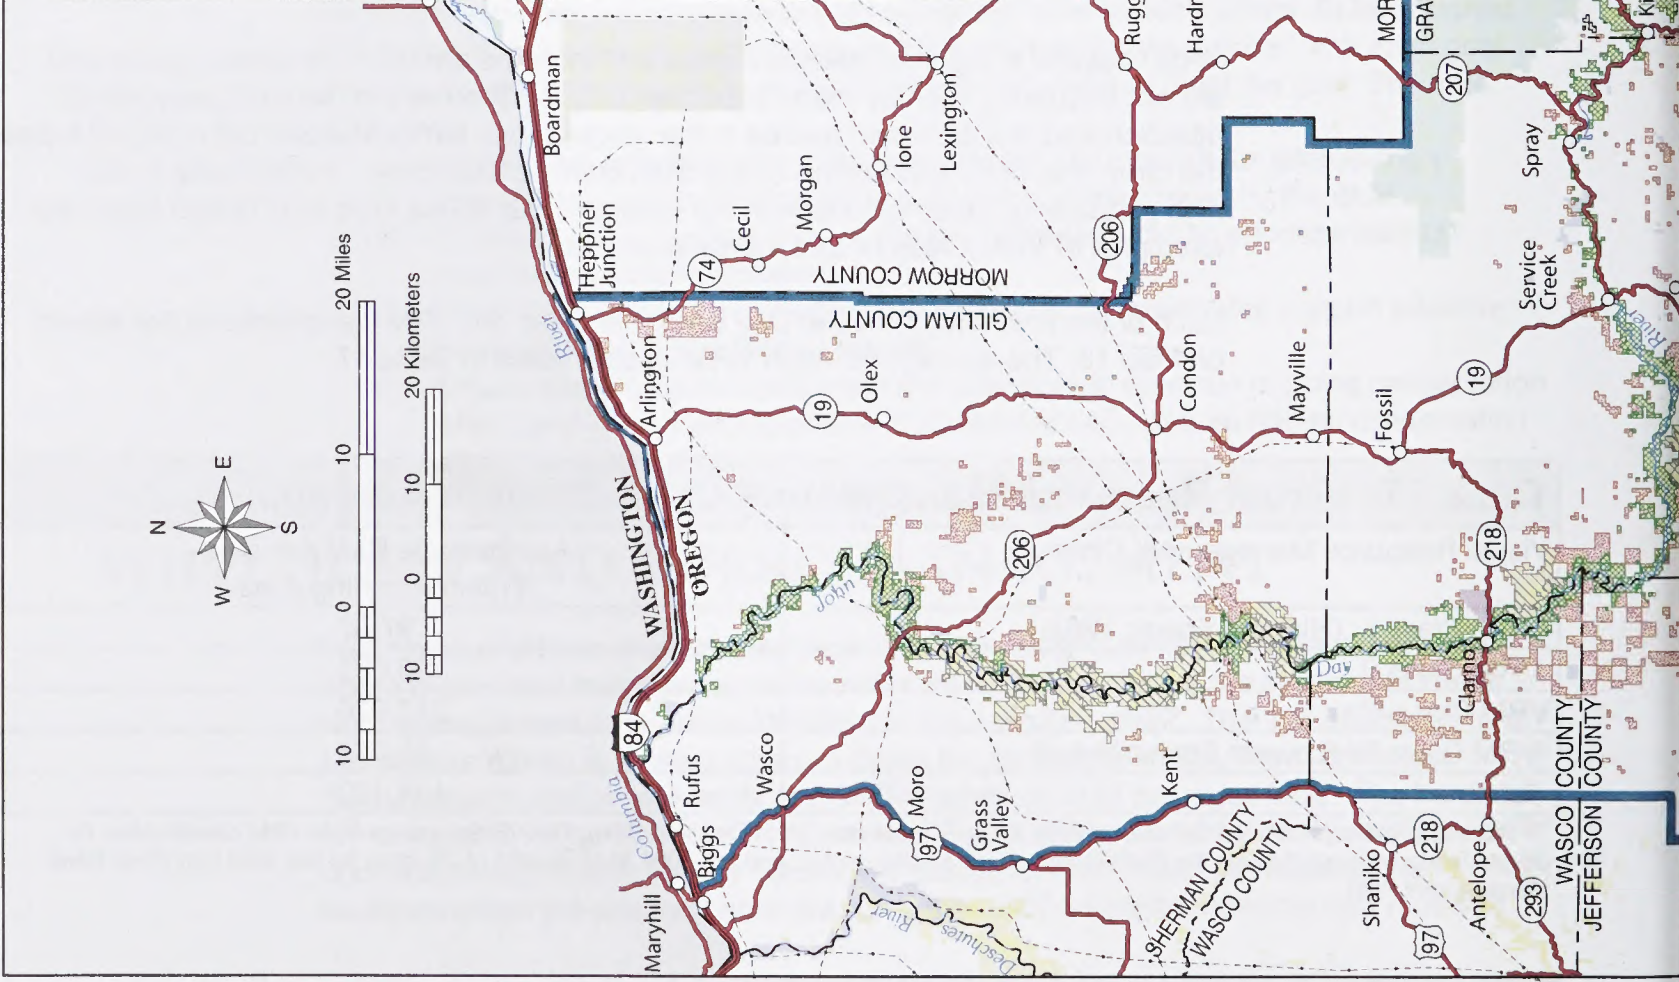 N
W
E
S
10
0
10
20 Miles
10
0
10
20 Kilometers
WASHINGTON
OREGON
Columbia
River
Maryhill
Biggs
Rufus
84
Arlington
Heppner
Junction
Boardman
Wasco
John
Day
River
Moro
97
Grass
Valley
Kent
Deschutes
River
74
Cecil
Morgan
Ione
Lexington
19
Olex
GILLIAM COUNTY
MORROW COUNTY
206
206
Condon
Mayville
Fossil
19
Service
Creek
Spray
207
Rugg
Hardm
MOR
GRA
Ki
218
Clarno
SHERMAN COUNTY
WASCO COUNTY
Shaniko
218
Antelope
97
293
WASCO COUNTY
JEFFERSON COUNTY